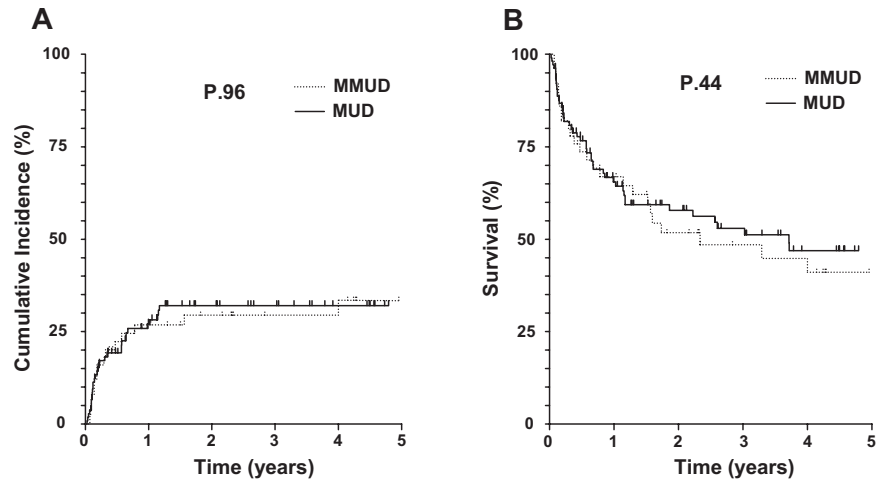 A
100
75
50
25
0
Cumulative Incidence (%)
P.96
MMUD
MUD
0 1 2 3 4 5
Time (years)
B
100
75
50
25
0
Survival (%)
P.44
MMUD
MUD
0 1 2 3 4 5
Time (years)